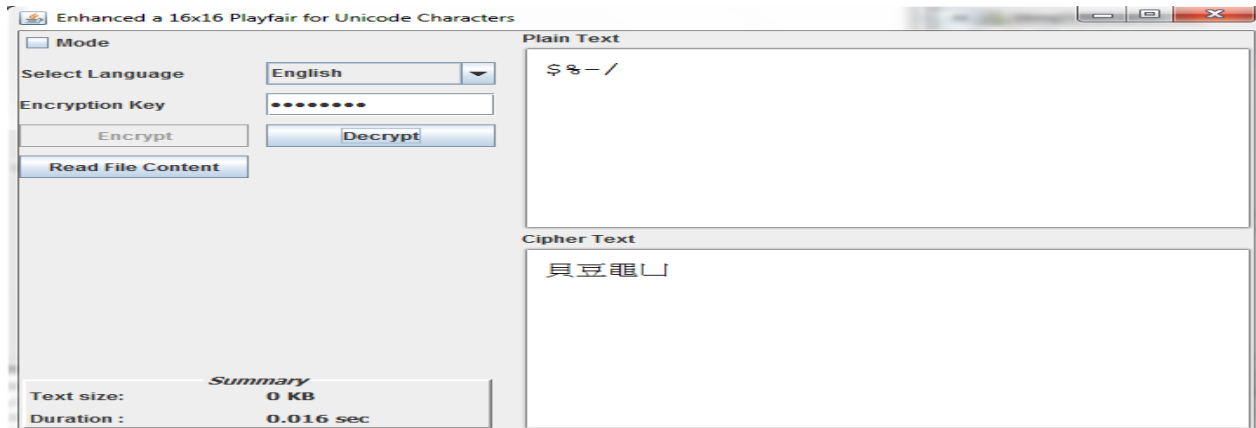 Enhanced a 16x16 Playfair for Unicode Characters
Mode
Select Language English
Encryption Key ••••••••
Encrypt Decrypt
Read File Content
Plain Text
$%-/
Cipher Text
貝豆黽凵
Summary
Text size: 0 KB
Duration : 0.016 sec